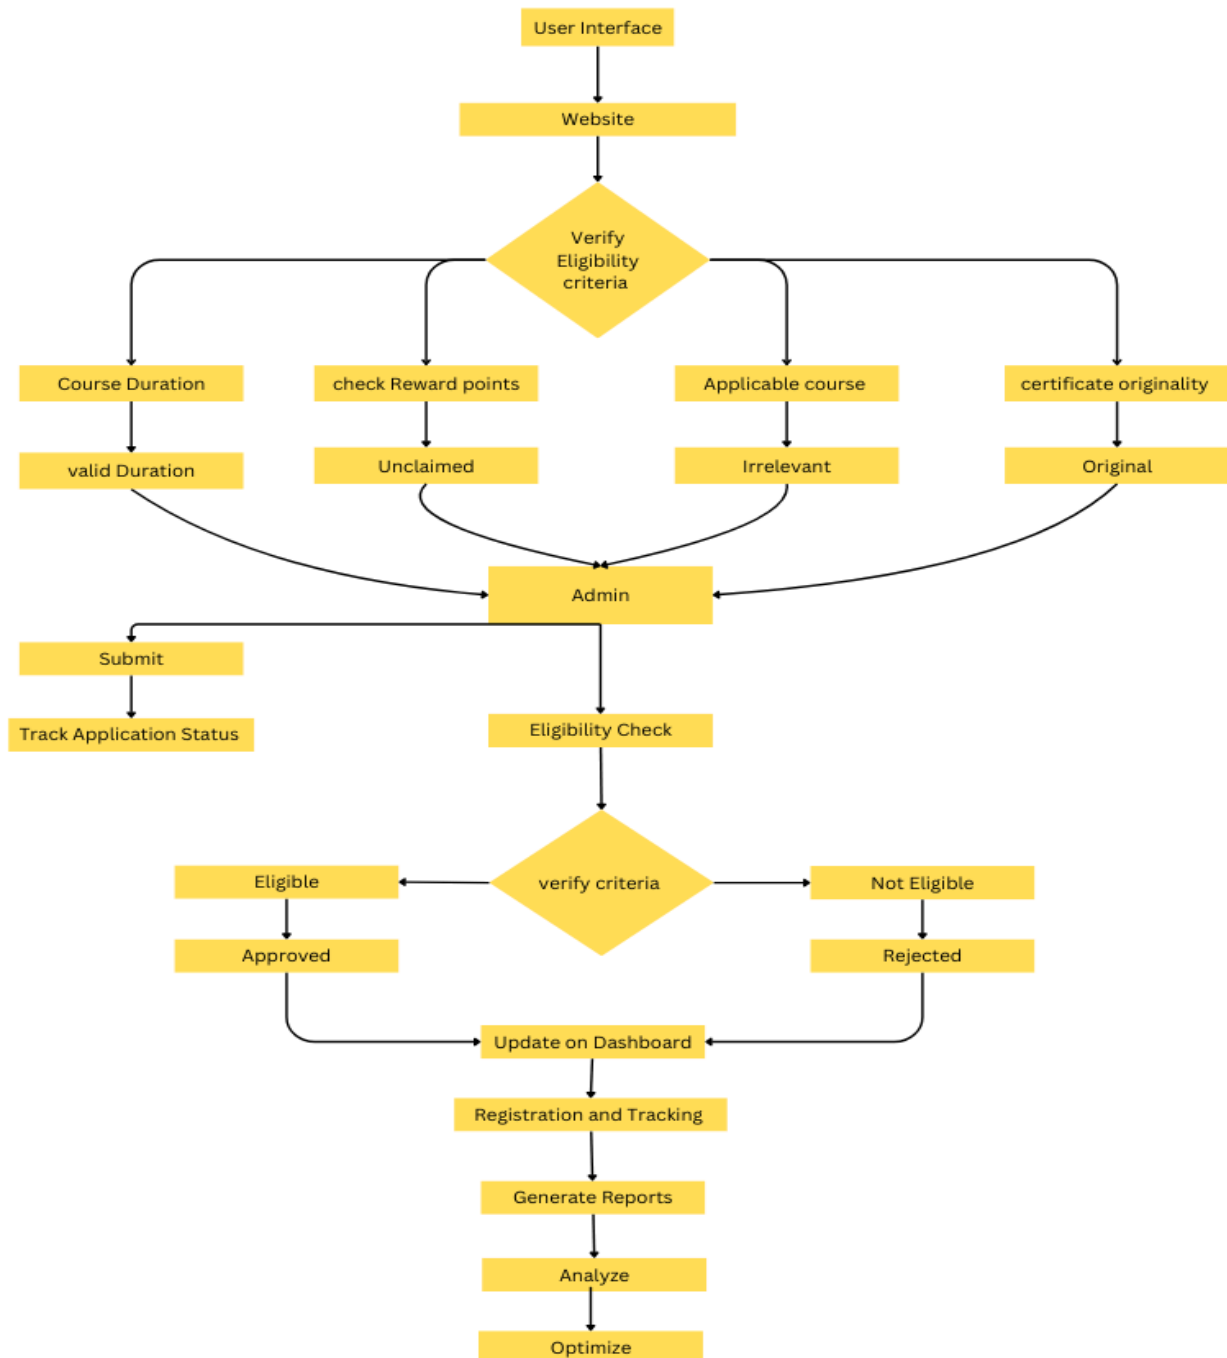 User Interface
Website
Verify
Eligibility
criteria
Course Duration
check Reward points
Applicable course
certificate originality
valid Duration
Unclaimed
Irrelevant
Original
Admin
Submit
Track Application Status
Eligibility Check
verify criteria
Eligible
Not Eligible
Approved
Rejected
Update on Dashboard
Registration and Tracking
Generate Reports
Analyze
Optimize